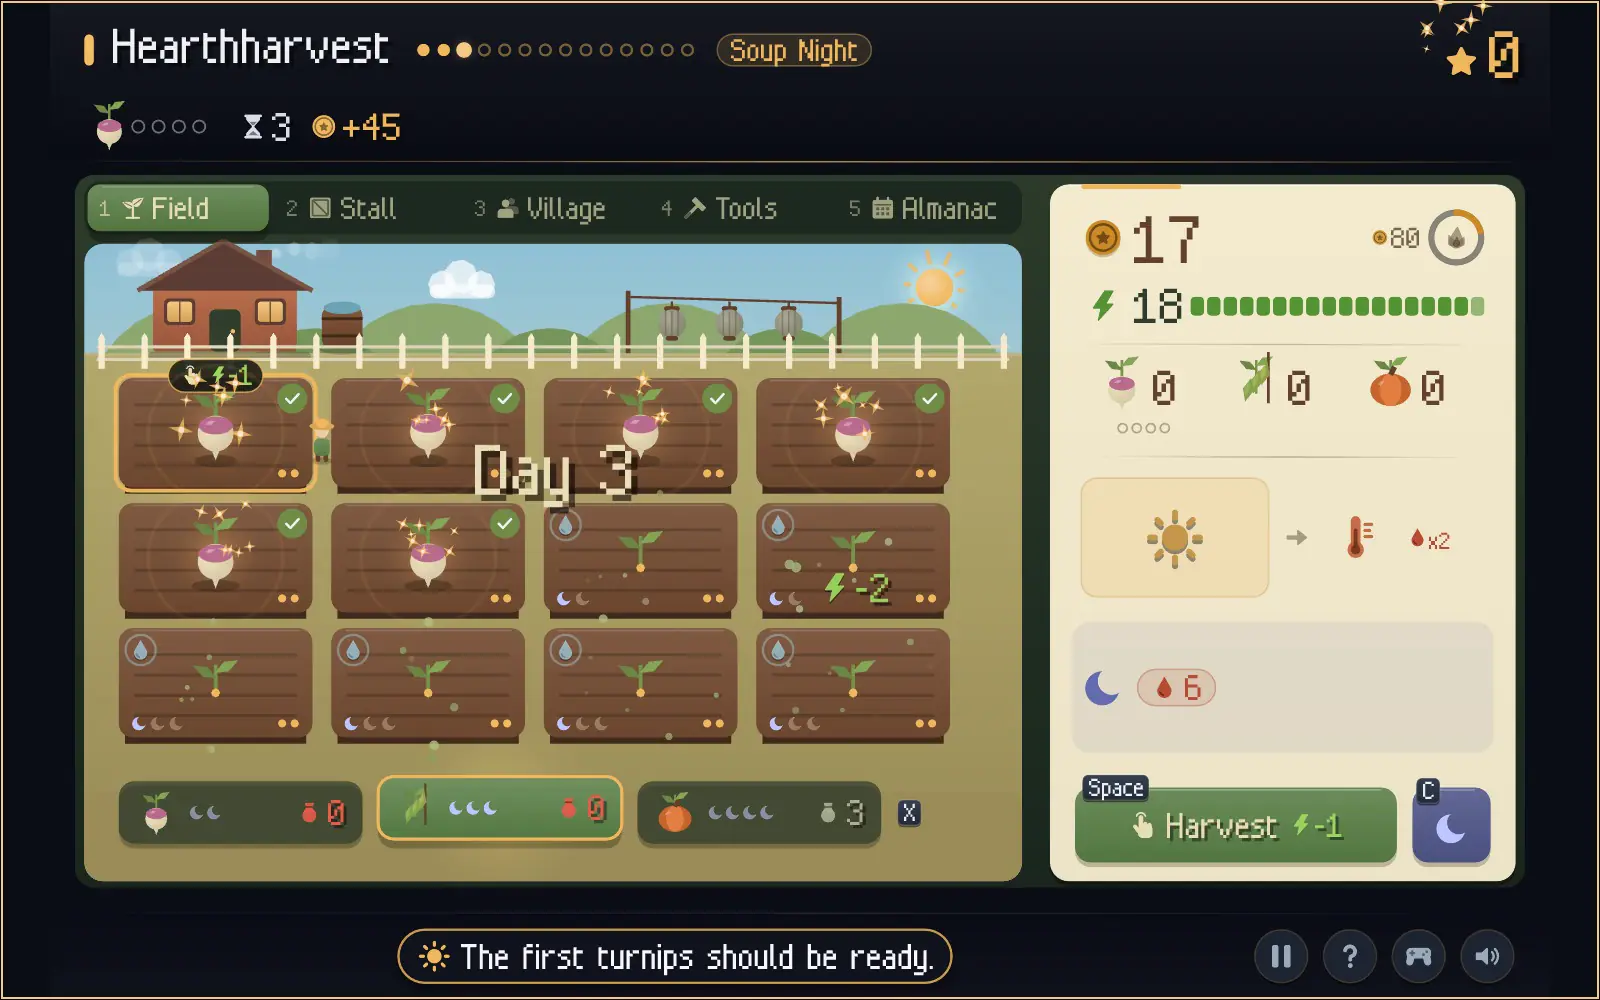 Hearthharvest
Soup Night
0
3
+45
1 Field
2 Stall
3 Village
4 Tools
5 Almanac
17
80
18
-1
0
0
0
Day 3
x2
-2
6
0
0
3
X
Space
Harvest -1
C
The first turnips should be ready.
?